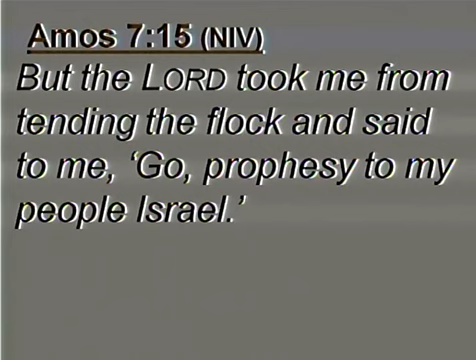 Amos 7:15 (NIV)
But the LORD took me from
tending the flock and said
to me, ‘Go, prophesy to my
people Israel.’